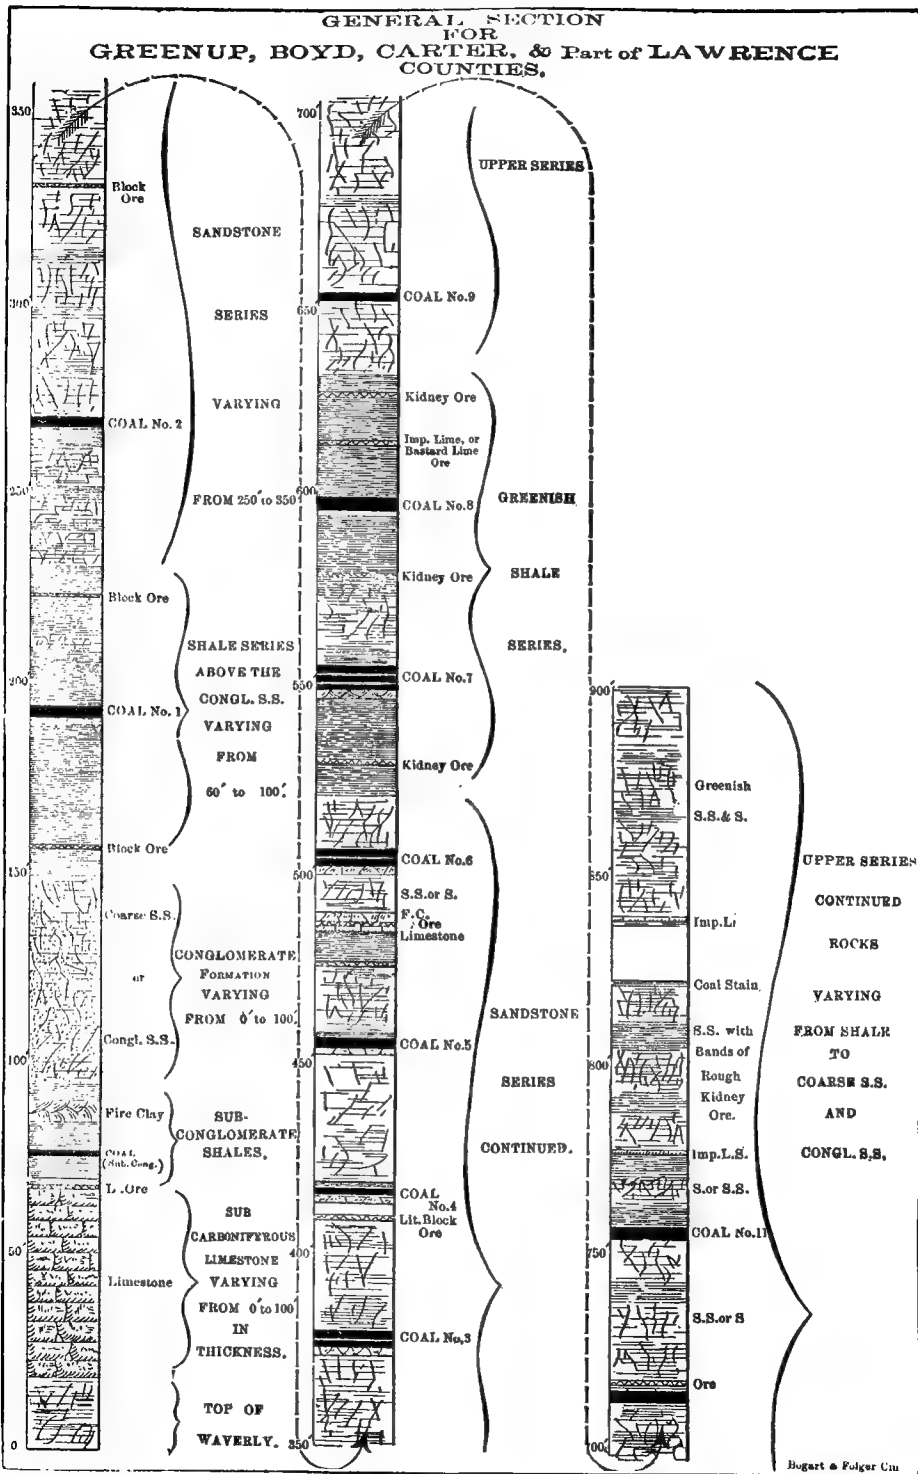 GENERAL SECTION
FOR
GREENUP, BOYD, CARTER, & Part of LAWRENCE
COUNTIES.
350'
Block
Ore
SANDSTONE
300'
SERIES
VARYING
COAL No. 2
250'
FROM 250' to 350'
Block Ore
SHALE SERIES
ABOVE THE
200'
CONGL. S.S.
COAL No. 1
VARYING
FROM
60' to 100'.
Block Ore
150'
Coarse S.S.
or
Congl. S.S.
CONGLOMERATE
FORMATION
VARYING
FROM 0' to 100'
100'
Fire Clay
COAL
(Sub. Cong.)
SUB-
CONGLOMERATE
SHALES.
L. Ore
50'
Limestone
SUB
CARBONIFEROUS
LIMESTONE
VARYING
FROM 0' to 100
IN
THICKNESS.
TOP OF
WAVERLY.
0
700'
UPPER SERIES
COAL No. 9
650'
Kidney Ore
Imp. Lime, or
Bastard Lime
Ore
600'
COAL No. 8
GREENISH
Kidney Ore
SHALE
SERIES.
COAL No. 7
550'
Kidney Ore
COAL No. 6
500'
S.S. or S.
F.C.
Ore
Limestone
SANDSTONE
COAL No. 5
450'
SERIES
CONTINUED.
COAL
No. 4
Lit. Block
Ore
400'
COAL No. 3
350'
900'
Greenish
S.S. & S.
850'
UPPER SERIES
CONTINUED
Imp. Li
ROCKS
Coal Stain
VARYING
S.S. with
Bands of
Rough
Kidney
Ore.
FROM SHALE
TO
800'
COARSE S.S.
AND
CONGL. S.S.
Imp. L.S.
S. or S.S.
COAL No. 11
750'
S.S. or S
Ore
700'
Bogart & Folger Cin